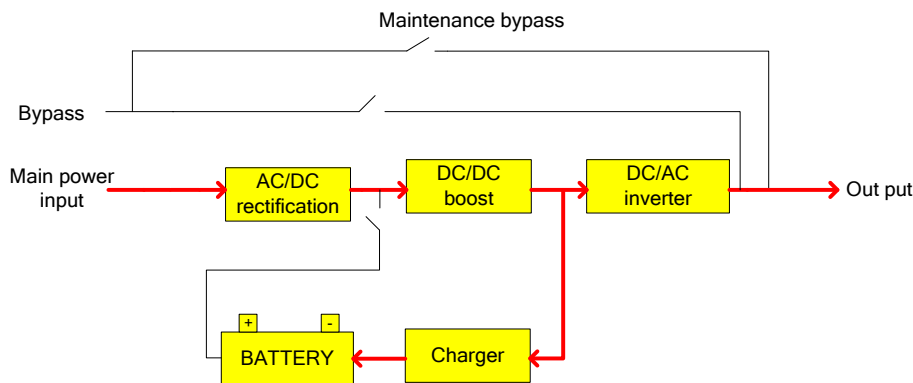 Maintenance bypass
Bypass
Main power
input
AC/DC
rectification
DC/DC
boost
DC/AC
inverter
Out put
+
-
BATTERY
Charger